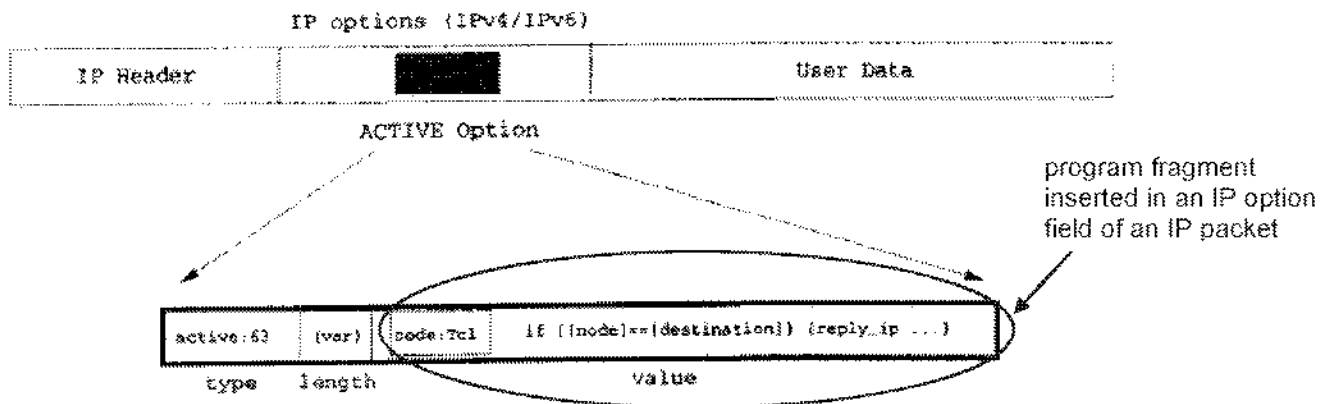 IP options (IPv4/IPv6)
IP Header
User Data
ACTIVE Option
program fragment
inserted in an IP option
field of an IP packet
active:63
(var)
code:Tcl
if ([node]==[destination]) {reply_ip ...}
type
length
value